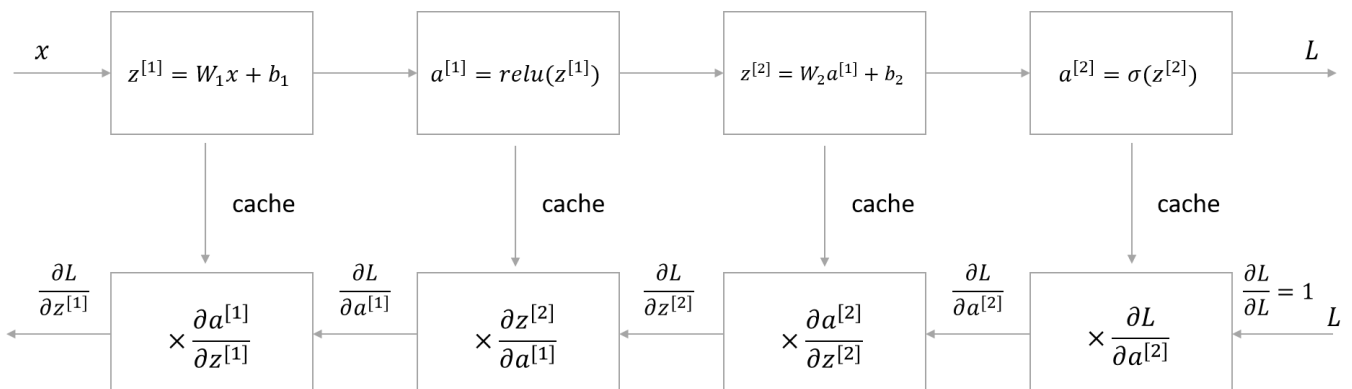 x
z^{[1]} = W_1x + b_1
a^{[1]} = relu(z^{[1]})
z^{[2]} = W_2a^{[1]} + b_2
a^{[2]} = σ(z^{[2]})
L
cache
cache
cache
cache
∂L/∂z^{[1]}
× ∂a^{[1]}/∂z^{[1]}
∂L/∂a^{[1]}
× ∂z^{[2]}/∂a^{[1]}
∂L/∂z^{[2]}
× ∂a^{[2]}/∂z^{[2]}
∂L/∂a^{[2]}
× ∂L/∂a^{[2]}
∂L/∂L = 1
L